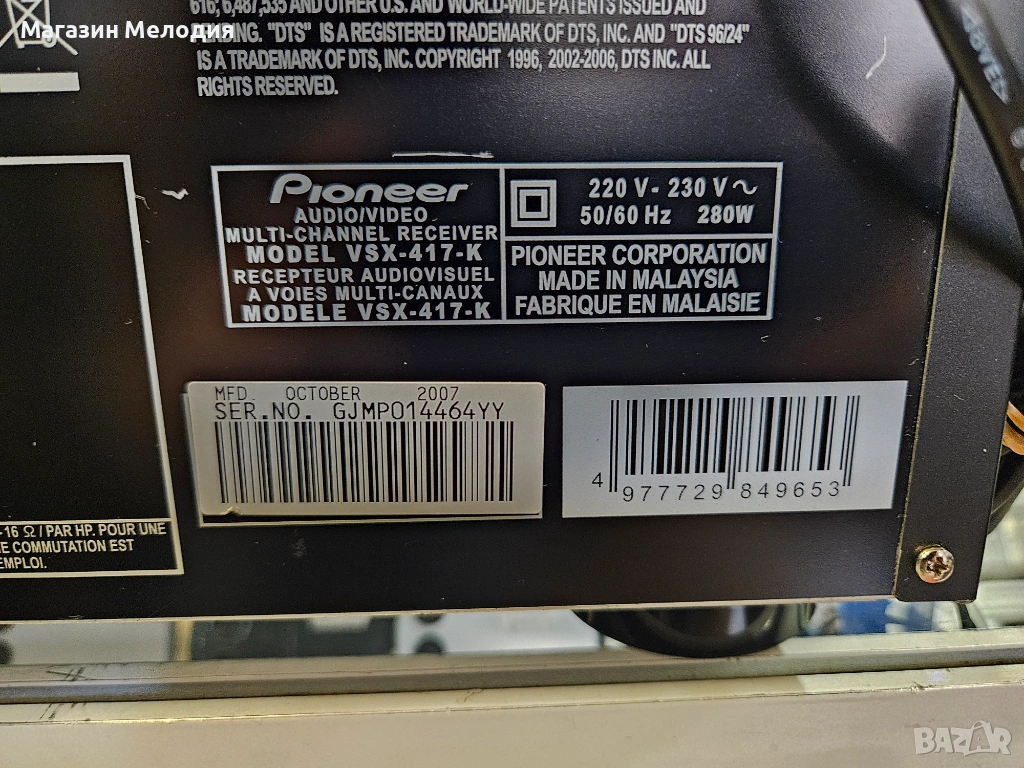 616; 6,487,535 AND OTHER U.S. AND WORLD-WIDE PATENTS ISSUED AND
Магазин Мелодия
PENDING. "DTS" IS A REGISTERED TRADEMARK OF DTS, INC. AND "DTS 96/24"
IS A TRADEMARK OF DTS, INC. COPYRIGHT 1996, 2002-2006, DTS INC. ALL
RIGHTS RESERVED.
Pioneer
AUDIO/VIDEO
MULTI-CHANNEL RECEIVER
MODEL VSX-417-K
RECEPTEUR AUDIOVISUEL
A VOIES MULTI-CANAUX
MODELE VSX-417-K
220 V - 230 V ~
50/60 Hz 280W
PIONEER CORPORATION
MADE IN MALAYSIA
FABRIQUE EN MALAISIE
MFD. OCTOBER 2007
SER.NO. GJMP014464YY
4 977729 849653
-16 Ω / PAR HP. POUR UNE
COMMUTATION EST
EMPLOI.
BAZAR